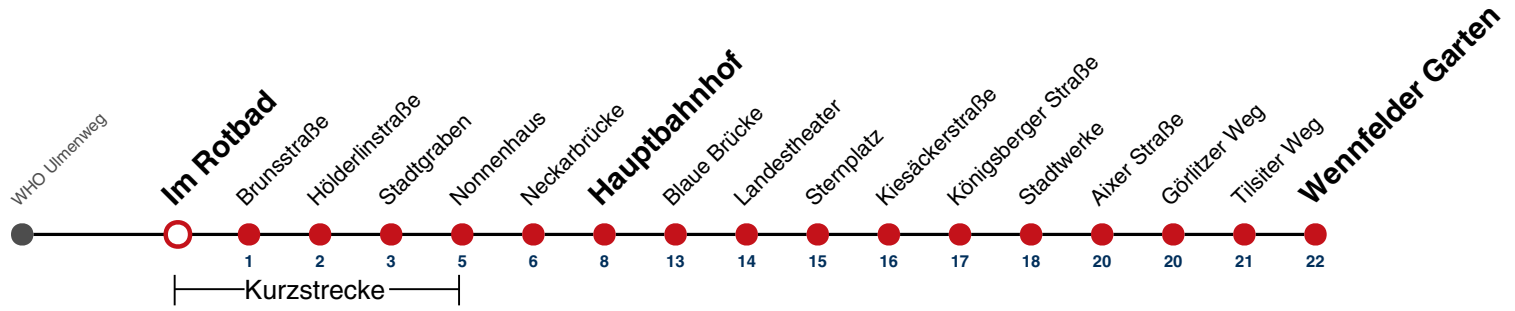 WHO Ulmenweg
Im Rotbad
Brunsstraße
Hölderlinstraße
Stadtgraben
Nonnenhaus
Neckarbrücke
Hauptbahnhof
Blaue Brücke
Landestheater
Sternplatz
Kiesäckerstraße
Königsberger Straße
Stadtwerke
Aixer Straße
Görlitzer Weg
Tilsiter Weg
Wennfelder Garten
1 2 3 5 6 8 13 14 15 16 17 18 20 20 21 22
Kurzstrecke